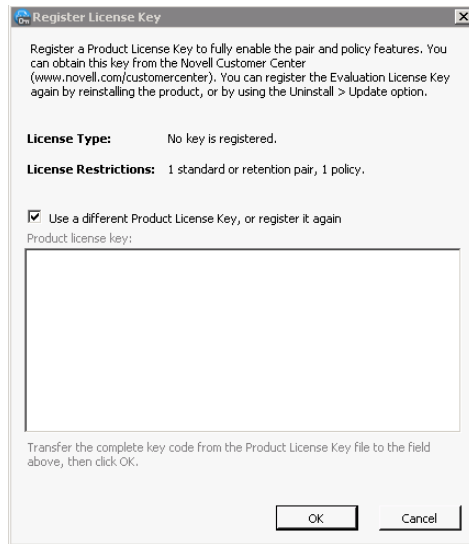 Register License Key
Register a Product License Key to fully enable the pair and policy features. You
can obtain this key from the Novell Customer Center
(www.novell.com/customercenter). You can register the Evaluation License Key
again by reinstalling the product, or by using the Uninstall > Update option.
License Type: No key is registered.
License Restrictions: 1 standard or retention pair, 1 policy.
Use a different Product License Key, or register it again
Product license key:
Transfer the complete key code from the Product License Key file to the field
above, then click OK.
OK Cancel